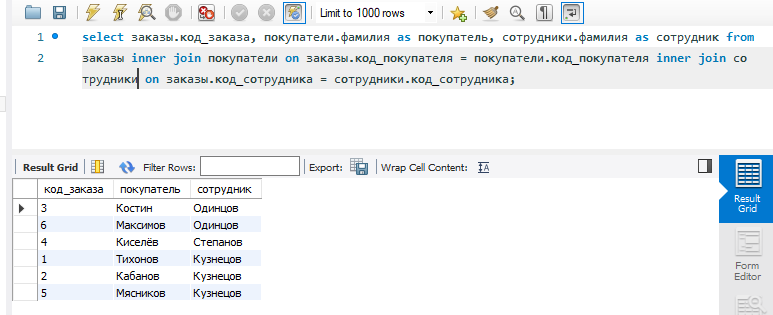 Limit to 1000 rows
1 select заказы.код_заказа, покупатели.фамилия as покупатель, сотрудники.фамилия as сотрудник from
2 заказы inner join покупатели on заказы.код_покупателя = покупатели.код_покупателя inner join со
трудники on заказы.код_сотрудника = сотрудники.код_сотрудника;
Result Grid Filter Rows: Export: Wrap Cell Content:
код_заказа покупатель сотрудник
3 Костин Одинцов
6 Максимов Одинцов
4 Киселёв Степанов
1 Тихонов Кузнецов
2 Кабанов Кузнецов
5 Мясников Кузнецов
Result
Grid
Form
Editor